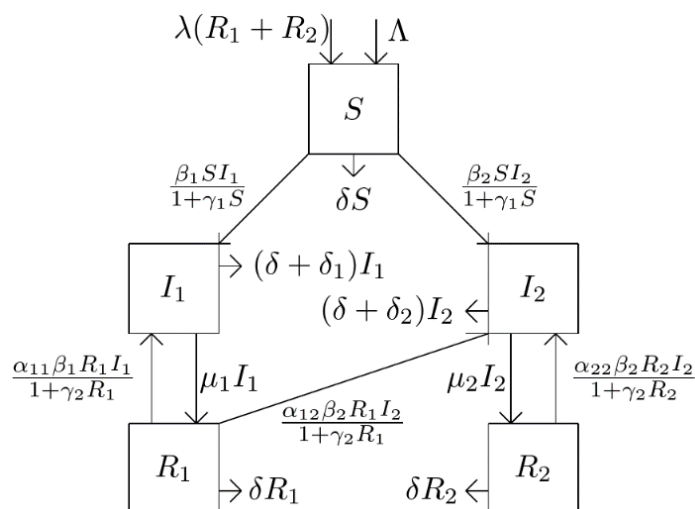 λ(R₁ + R₂) Λ
S
β₁SI₁/1+γ₁S β₂SI₂/1+γ₁S
δS
I₁ (δ + δ₁)I₁ I₂
(δ + δ₂)I₂
α₁₁β₁R₁I₁/1+γ₂R₁ μ₁I₁ μ₂I₂ α₂₂β₂R₂I₂/1+γ₂R₂
α₁₂β₂R₁I₂/1+γ₂R₁
R₁ R₂
δR₁ δR₂